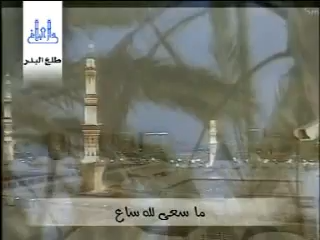 طلع البدر
ما سعى لله ساع